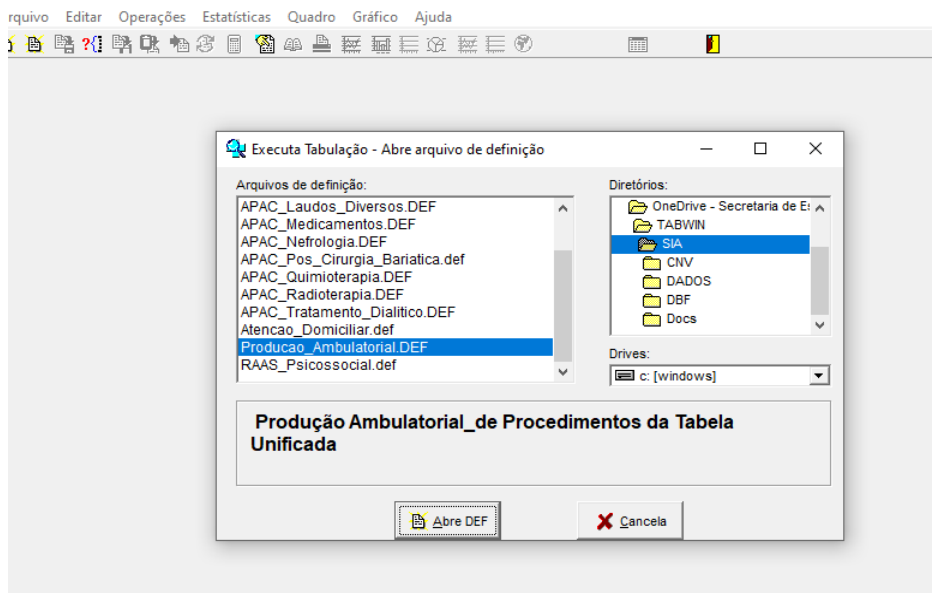 rquivo Editar Operações Estatísticas Quadro Gráfico Ajuda
Executa Tabulação - Abre arquivo de definição
Arquivos de definição:
APAC_Laudos_Diversos.DEF
APAC_Medicamentos.DEF
APAC_Nefrologia.DEF
APAC_Pos_Cirurgia_Bariatica.def
APAC_Quimioterapia.DEF
APAC_Radioterapia.DEF
APAC_Tratamento_Dialitico.DEF
Atencao_Domiciliar.def
Producao_Ambulatorial.DEF
RAAS_Psicossocial.def
Diretórios:
OneDrive - Secretaria de Es
TABWIN
SIA
CNV
DADOS
DBF
Docs
Drives:
c: [windows]
Produção Ambulatorial_de Procedimentos da Tabela
Unificada
Abre DEF
Cancela